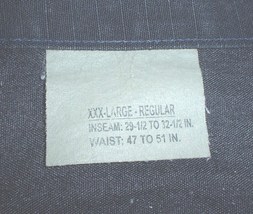 XXX-LARGE - REGULAR
INSEAM: 29-1/2 TO 32-1/2 IN.
WAIST: 47 TO 51 IN.